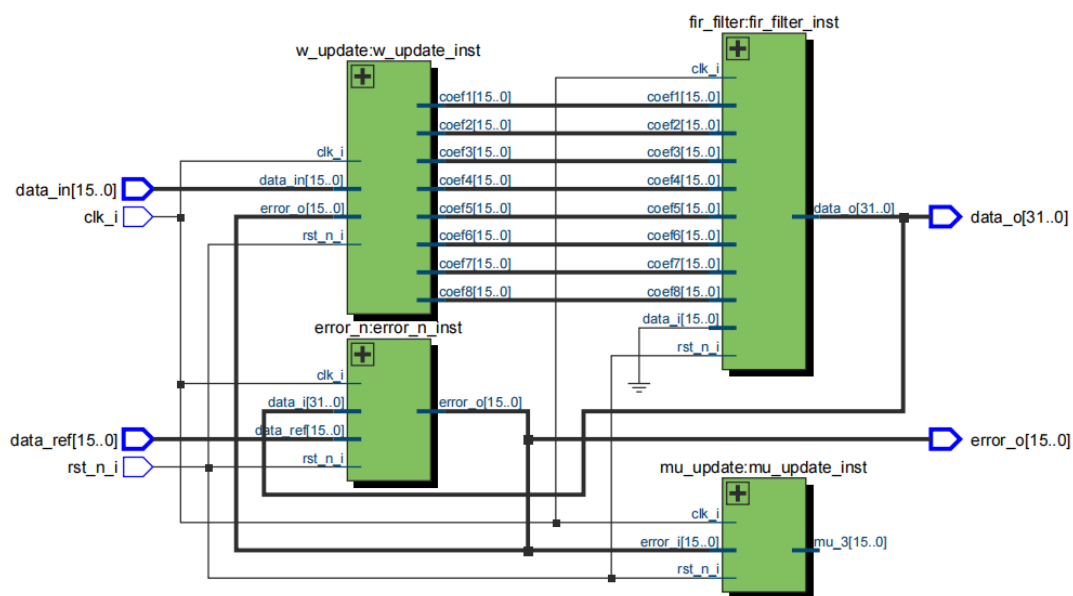 fir_filter:fir_filter_inst
w_update:w_update_inst
clk_i
coef1[15..0]
coef1[15..0]
coef2[15..0]
coef2[15..0]
clk_i
coef3[15..0]
coef3[15..0]
data_in[15..0]
data_in[15..0]
coef4[15..0]
coef4[15..0]
clk_i
error_o[15..0]
coef5[15..0]
coef5[15..0]
data_o[31..0]
data_o[31..0]
rst_n_i
coef6[15..0]
coef6[15..0]
coef7[15..0]
coef7[15..0]
coef8[15..0]
coef8[15..0]
error_n:error_n_inst
data_i[15..0]
rst_n_i
clk_i
data_i[31..0]
error_o[15..0]
data_ref[15..0]
data_ref[15..0]
error_o[15..0]
rst_n_i
rst_n_i
mu_update:mu_update_inst
clk_i
error_i[15..0]
mu_3[15..0]
rst_n_i